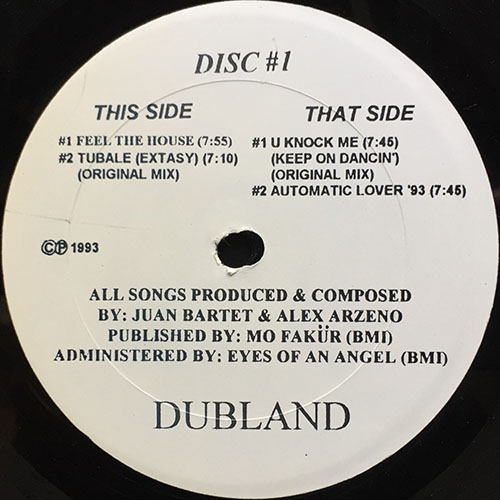 DISC #1
THIS SIDE
#1 FEEL THE HOUSE (7:55)
#2 TUBALE (EXTASY) (7:10)
(ORIGINAL MIX)
THAT SIDE
#1 U KNOCK ME (7:45)
(KEEP ON DANCIN')
(ORIGINAL MIX)
#2 AUTOMATIC LOVER '93 (7:45)
©℗ 1993
ALL SONGS PRODUCED & COMPOSED
BY: JUAN BARTET & ALEX ARZENO
PUBLISHED BY: MO FAKÜR (BMI)
ADMINISTERED BY: EYES OF AN ANGEL (BMI)
DUBLAND